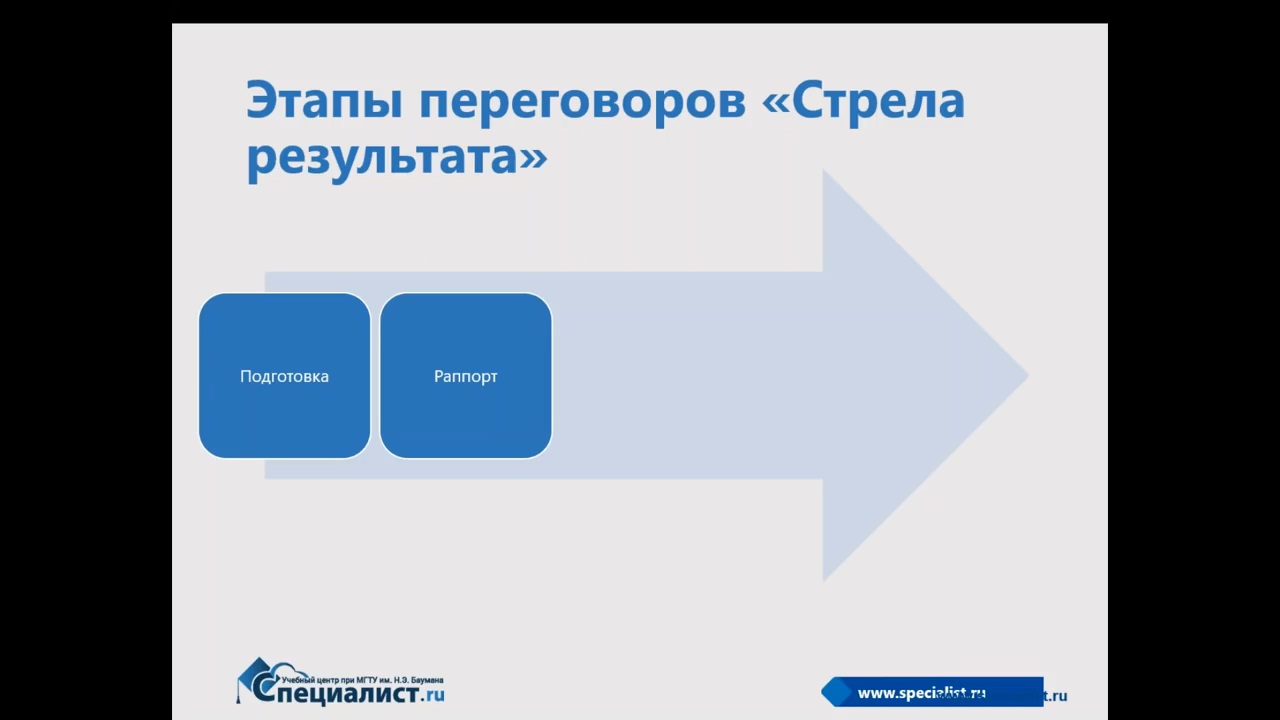 Этапы переговоров «Стрела
результата»
Подготовка
Раппорт
Учебный центр при МГТУ им. Н.Э. Баумана
Специалист.ru
www.specialist.ru